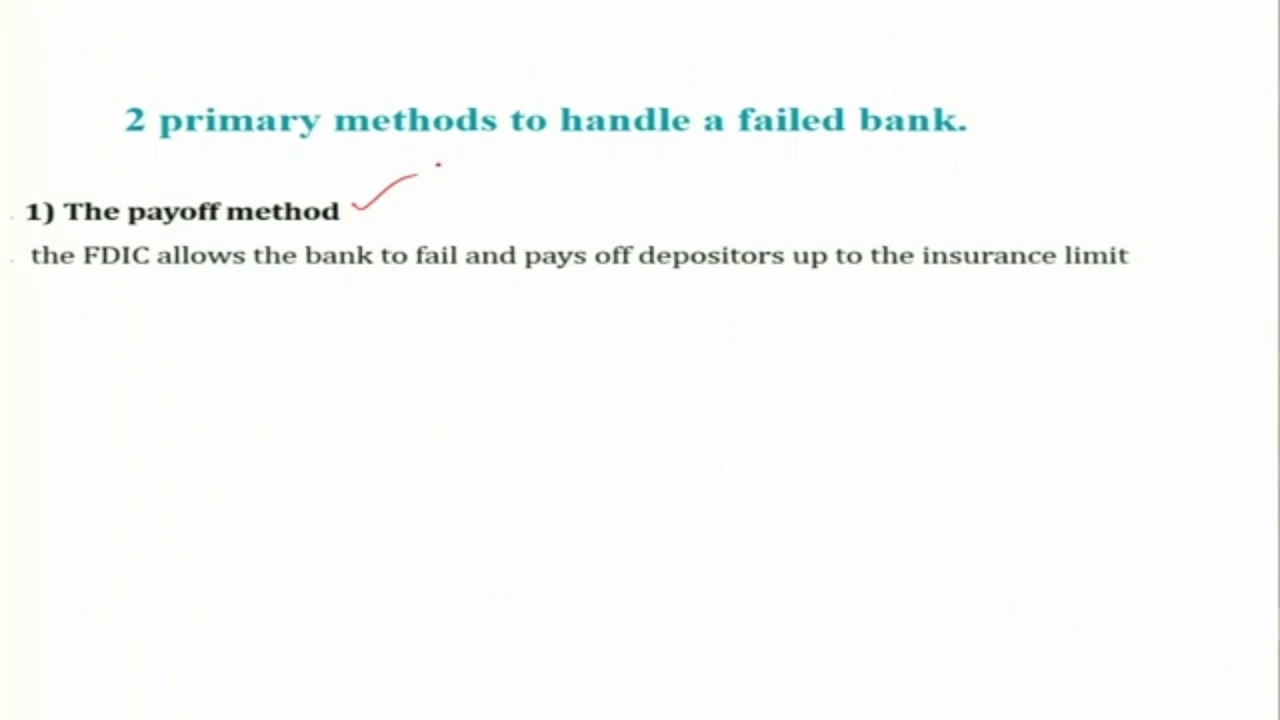 2 primary methods to handle a failed bank.
1) The payoff method
the FDIC allows the bank to fail and pays off depositors up to the insurance limit